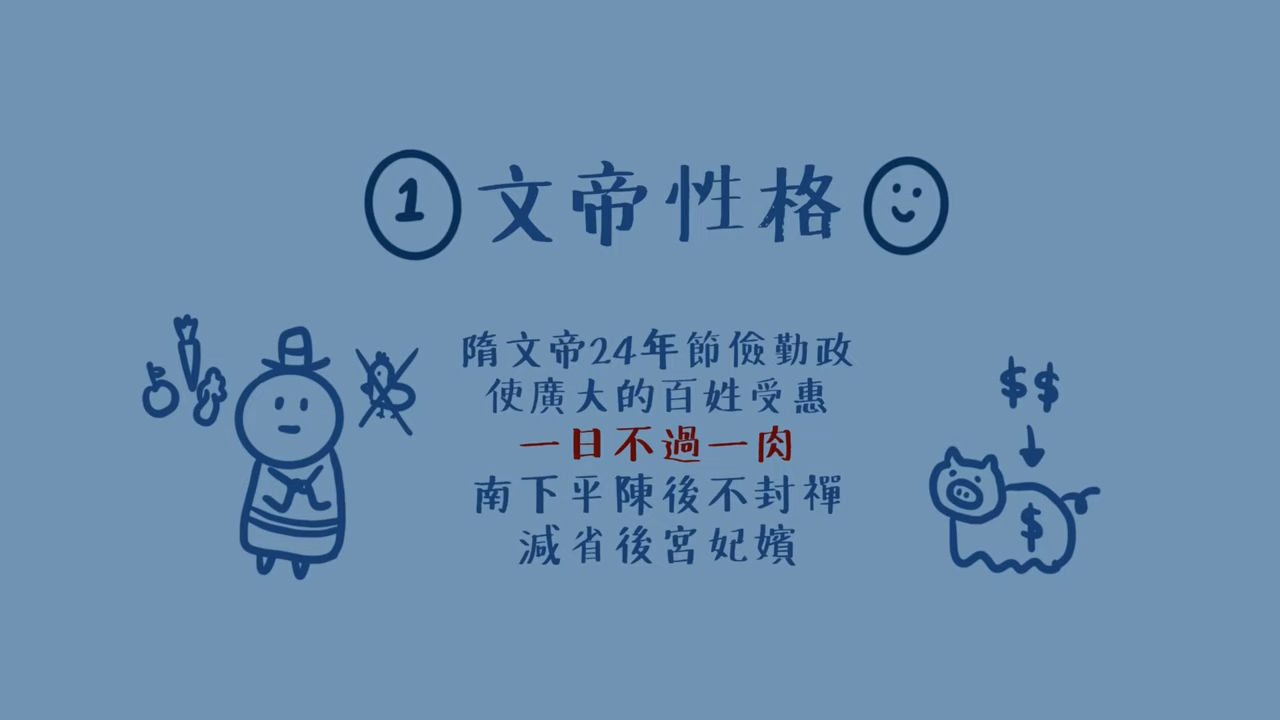 1 文帝性格
隋文帝24年節儉勤政
使廣大的百姓受惠
一日不過一肉
南下平陳後不封禪
減省後宮妃嬪
$$
$